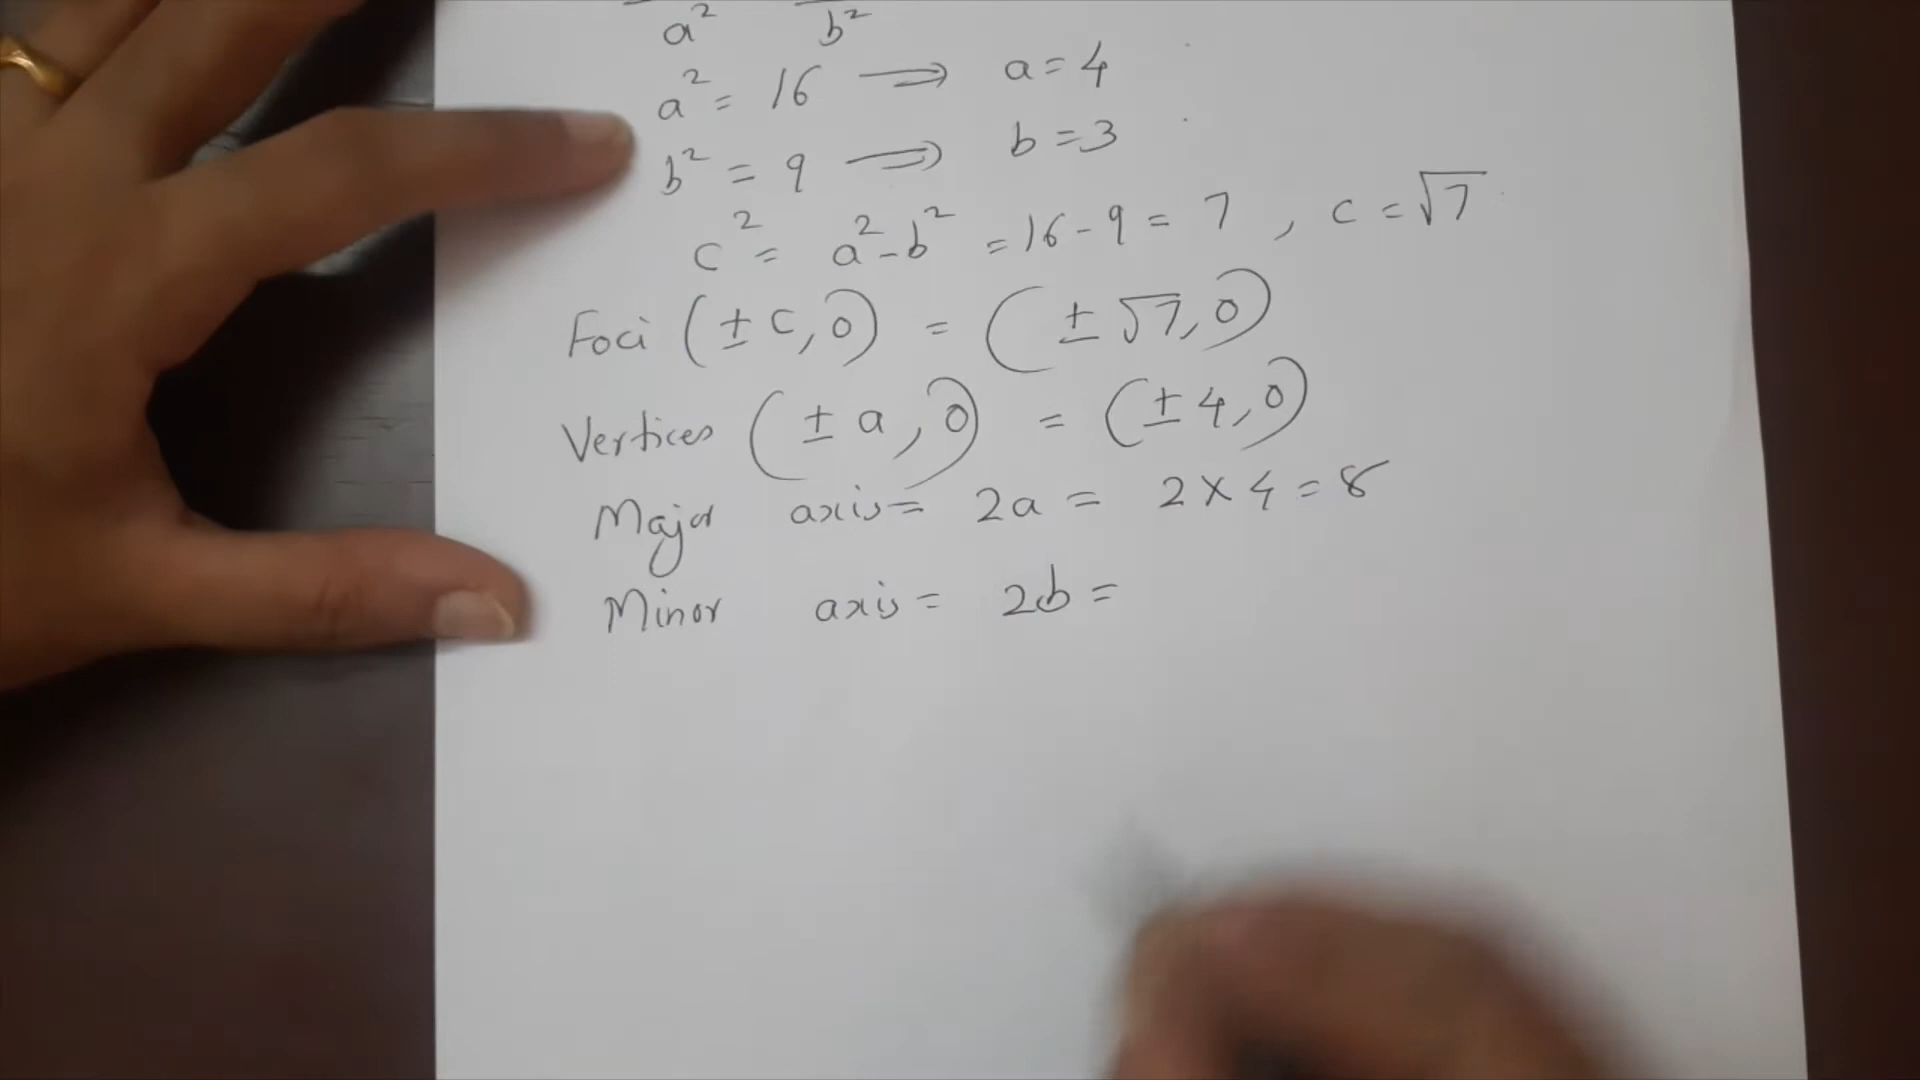 a² b²
a² = 16 ⟹ a = 4
b² = 9 ⟹ b = 3
c² = a² - b² = 16 - 9 = 7 , c = √7
Foci (± c, 0) = (± √7, 0)
Vertices (± a, 0) = (± 4, 0)
Major axis = 2a = 2 × 4 = 8
Minor axis = 2b =